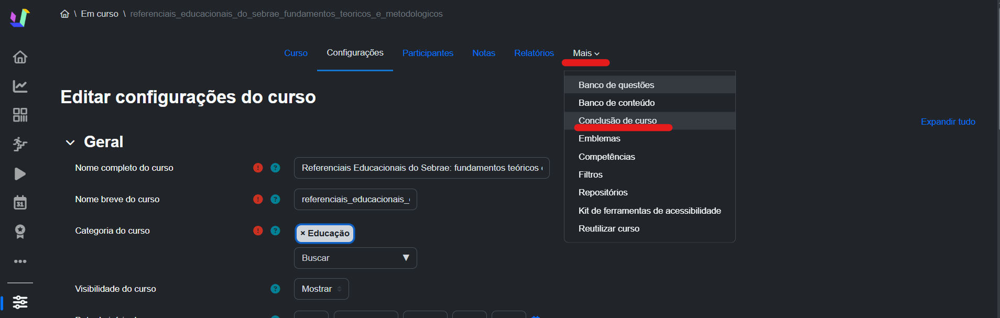 \ Em curso \ referenciais_educacionais_do_sebrae_fundamentos_teoricos_e_metodologicos
Curso Configurações Participantes Notas Relatórios Mais
Banco de questões
Banco de conteúdo
Conclusão de curso
Emblemas
Competências
Filtros
Repositórios
Kit de ferramentas de acessibilidade
Reutilizar curso
Editar configurações do curso
Expandir tudo
Geral
Nome completo do curso ! ? Referenciais Educacionais do Sebrae: fundamentos teóricos
Nome breve do curso ! ? referenciais_educacionais_
Categoria do curso ! ? × Educação
Buscar ▼
Visibilidade do curso ? Mostrar
31